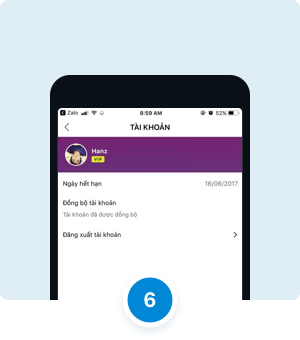 Zalo 8:59 AM 52%
TÀI KHOẢN
Hanz
VIP
Ngày hết hạn 16/06/2017
Đồng bộ tài khoản
Tài khoản đã được đồng bộ
Đăng xuất tài khoản
6